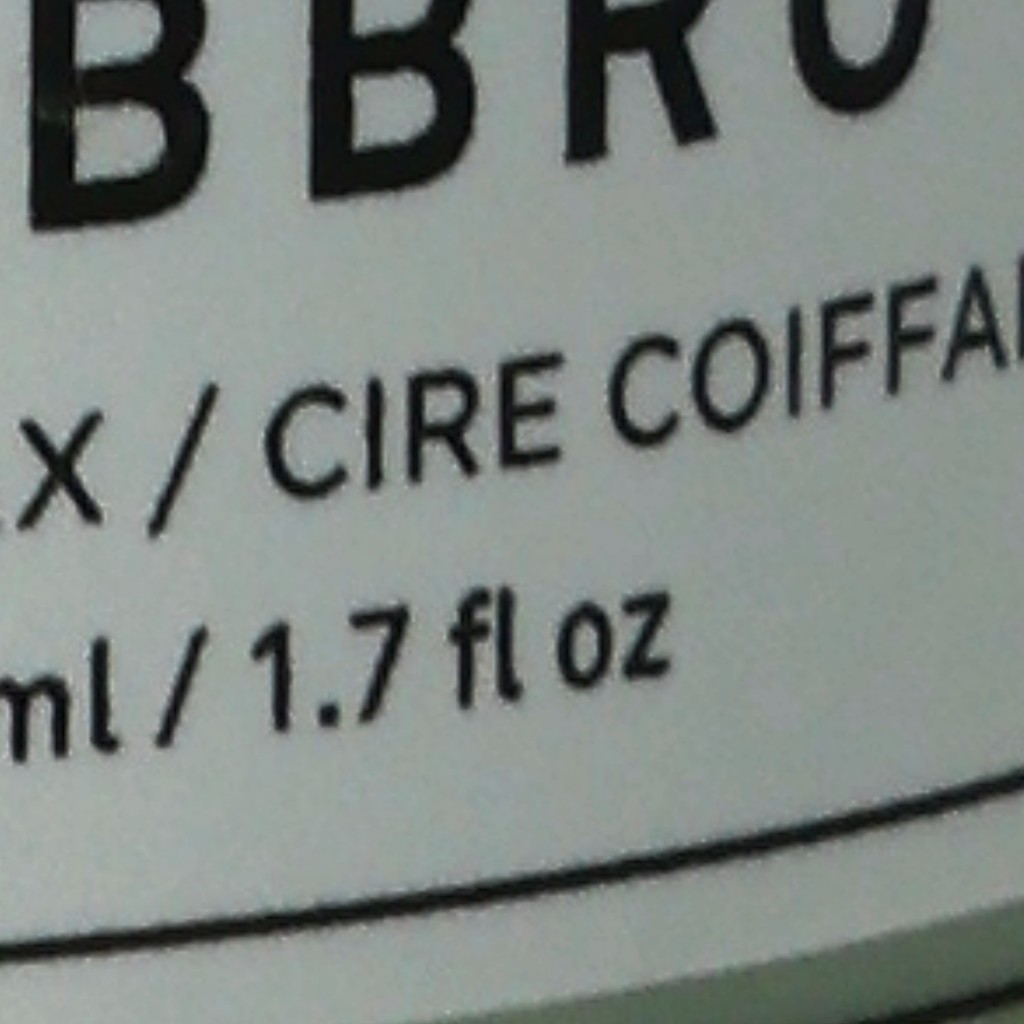 BBRO
X / CIRE COIFFA
ml / 1.7 fl oz